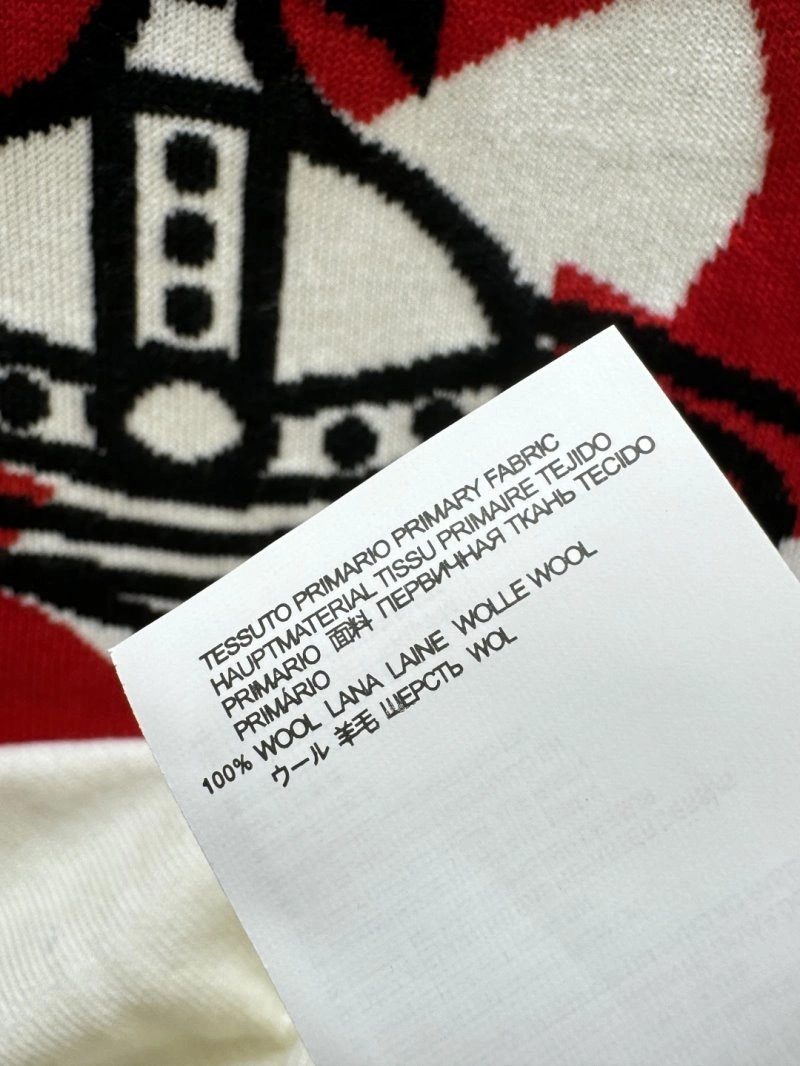 TESSUTO PRIMARIO PRIMARY FABRIC
HAUPTMATERIAL TISSU PRIMAIRE TEJIDO
PRIMARIO 面料 ПЕРВИЧНАЯ ТКАНЬ TECIDO
PRIMÁRIO
100% WOOL LANA LAINE WOLLE WOOL
ウール 羊毛 ШЕРСТЬ WOL